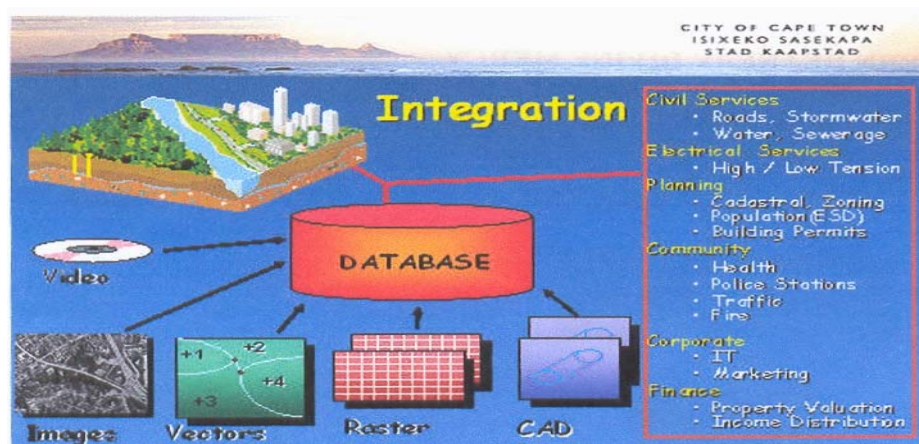 CITY OF CAPE TOWN
ISIXEKO SASEKAPA
STAD KAAPSTAD
Integration
Civil Services
• Roads, Stormwater
• Water, Sewerage
Electrical Services
• High / Low Tension
Planning
• Cadastral, Zoning
• Population(ESD)
• Building Permits
Community
• Health
• Police Stations
• Traffic
• Fire
Corporate
• IT
• Marketing
Finance
• Property Valuation
• Income Distribution
DATABASE
Video
+1
+2
+3
+4
Images
Vectors
Raster
CAD